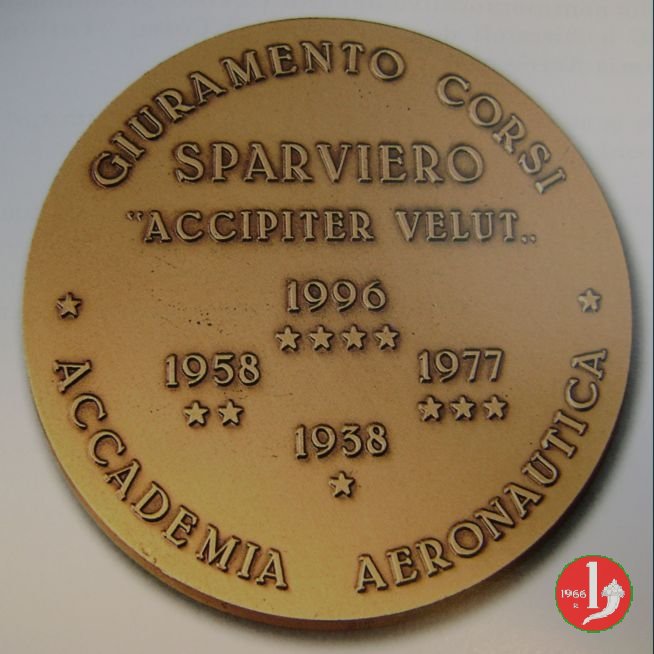 GIURAMENTO CORSI
SPARVIERO
"ACCIPITER VELUT„
1996
★★★★
1958 1977
★★ ★★★
1938
★
★ ACCADEMIA AERONAUTICA ★
1966
R